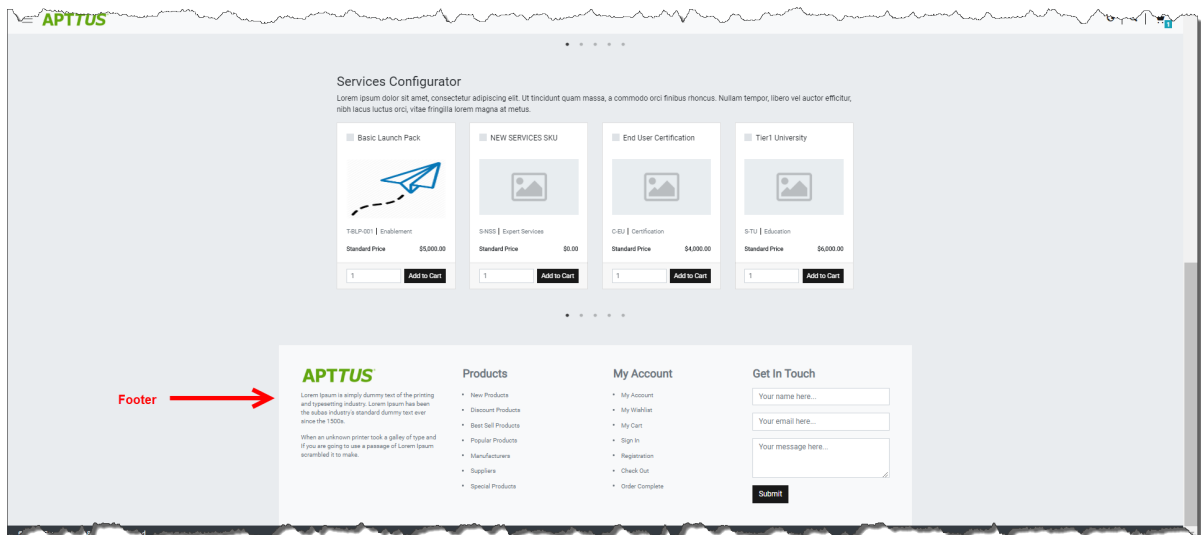 APTTUS
1
Services Configurator
Lorem ipsum dolor sit amet, consectetur adipiscing elit. Ut tincidunt quam massa, a commodo orci finibus rhoncus. Nullam tempor, libero vel auctor efficitur,
nibh lacus luctus orci, vitae fringilla lorem magna at metus.
Basic Launch Pack
NEW SERVICES SKU
End User Certification
Tier1 University
T-BLP-001 | Enablement
S-NSS | Expert Services
C-EU | Certification
S-TU | Education
Standard Price $5,000.00
Standard Price $0.00
Standard Price $4,000.00
Standard Price $6,000.00
1 Add to Cart
1 Add to Cart
1 Add to Cart
1 Add to Cart
Footer
APTTUS
Lorem Ipsum is simply dummy text of the printing
and typesetting industry. Lorem Ipsum has been
the subas industry's standard dummy text ever
since the 1500s.
When an unknown printer took a galley of type and
If you are going to use a passage of Lorem Ipsum
scrambled it to make.
Products
New Products
Discount Products
Best Sell Products
Popular Products
Manufacturers
Suppliers
Special Products
My Account
My Account
My Wishlist
My Cart
Sign In
Registration
Check Out
Order Complete
Get In Touch
Your name here...
Your email here...
Your message here...
Submit